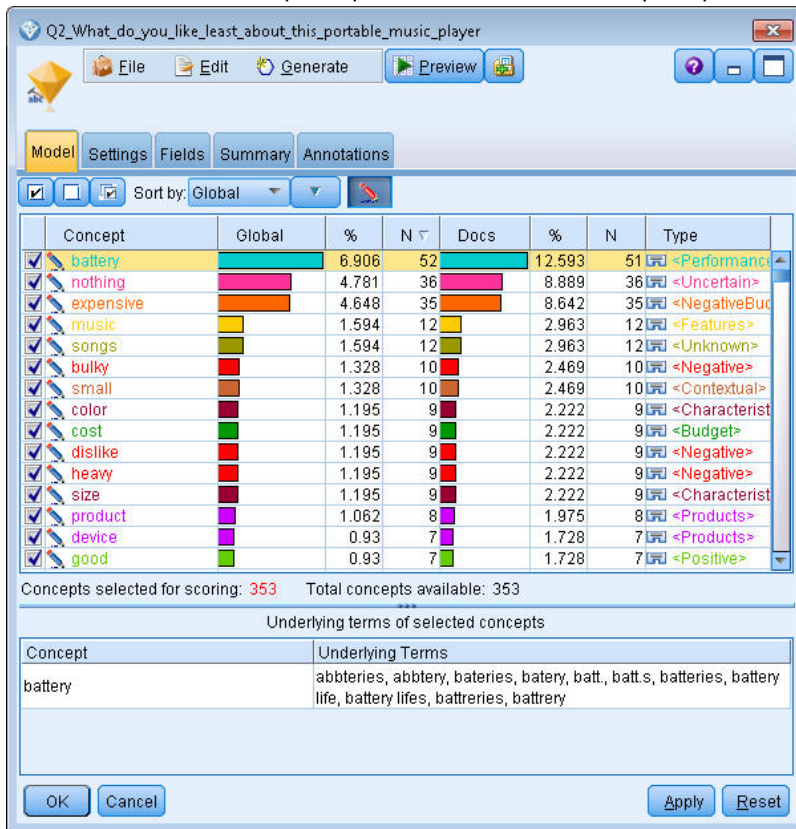 Q2_What_do_you_like_least_about_this_portable_music_player
File Edit Generate Preview
abc
Model Settings Fields Summary Annotations
Sort by: Global
Concept Global % N Docs % N Type
battery 6.906 52 12.593 51 <Performance
nothing 4.781 36 8.889 36 <Uncertain>
expensive 4.648 35 8.642 35 <NegativeBud
music 1.594 12 2.963 12 <Features>
songs 1.594 12 2.963 12 <Unknown>
bulky 1.328 10 2.469 10 <Negative>
small 1.328 10 2.469 10 <Contextual>
color 1.195 9 2.222 9 <Characterist
cost 1.195 9 2.222 9 <Budget>
dislike 1.195 9 2.222 9 <Negative>
heavy 1.195 9 2.222 9 <Negative>
size 1.195 9 2.222 9 <Characterist
product 1.062 8 1.975 8 <Products>
device 0.93 7 1.728 7 <Products>
good 0.93 7 1.728 7 <Positive>
Concepts selected for scoring: 353 Total concepts available: 353
Underlying terms of selected concepts
Concept Underlying Terms
battery abbteries, abbtery, bateries, batery, batt., batt.s, batteries, battery
life, battery lifes, battreries, battrery
OK Cancel Apply Reset